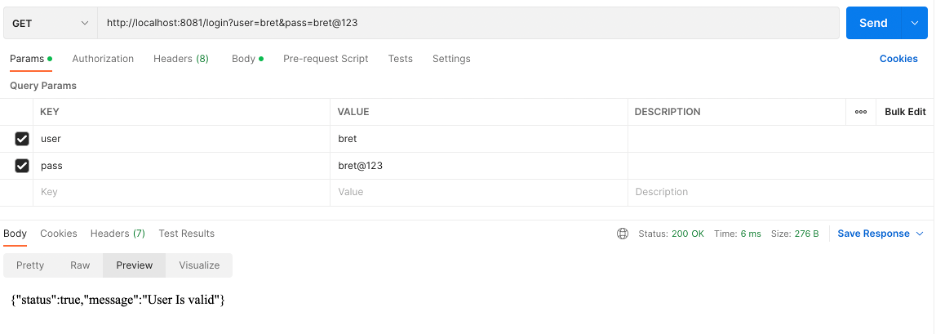 GET http://localhost:8081/login?user=bret&pass=bret@123 Send
Params Authorization Headers (8) Body Pre-request Script Tests Settings Cookies
Query Params
KEY VALUE DESCRIPTION ooo Bulk Edit
user bret
pass bret@123
Key Value Description
Body Cookies Headers (7) Test Results Status: 200 OK Time: 6 ms Size: 276 B Save Response
Pretty Raw Preview Visualize
{"status":true,"message":"User Is valid"}